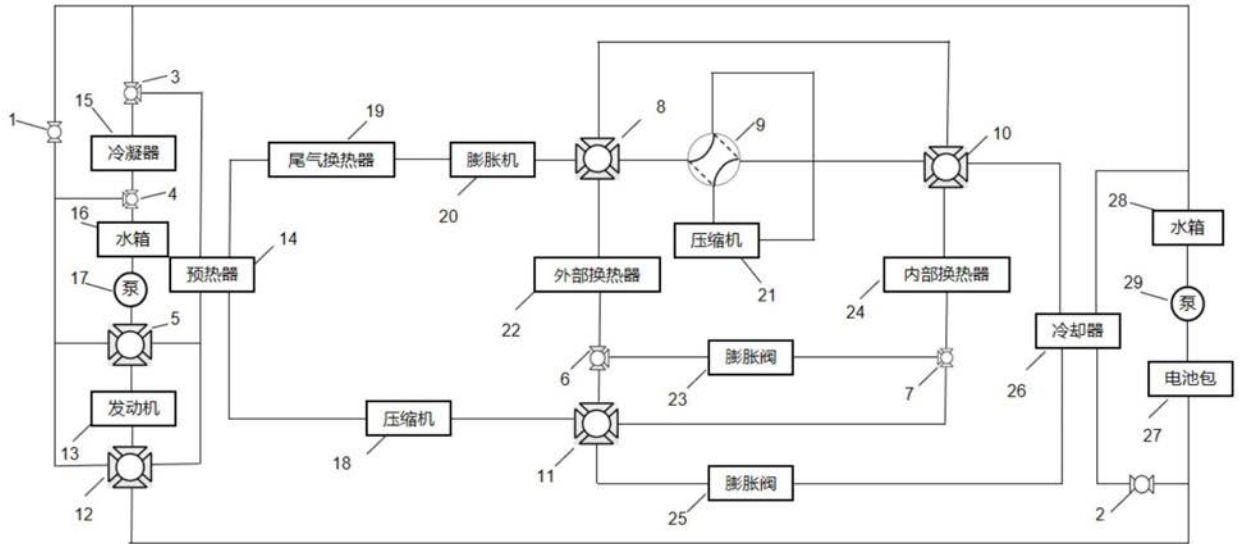 3
8
9
10
1
15
19
冷凝器
尾气换热器
膨胀机
4
20
16
28
水箱
14
压缩机
水箱
17
预热器
外部换热器
21
内部换热器
29
泵
泵
5
22
24
冷却器
6
膨胀阀
7
26
电池包
发动机
23
27
13
压缩机
18
11
膨胀阀
12
25
2